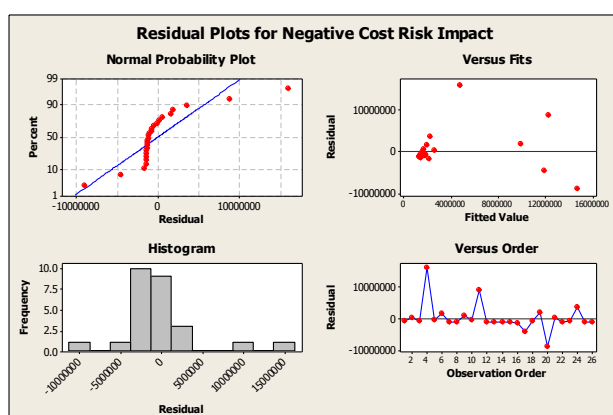 Residual Plots for Negative Cost Risk Impact
Normal Probability Plot
99
90
50
10
1
Percent
-10000000 0 10000000
Residual
Versus Fits
10000000
0
-10000000
Residual
0 4000000 8000000 12000000 16000000
Fitted Value
Histogram
10.0
7.5
5.0
2.5
0.0
Frequency
-10000000 -5000000 0 5000000 10000000 15000000
Residual
Versus Order
10000000
0
-10000000
Residual
2 4 6 8 10 12 14 16 18 20 22 24 26
Observation Order